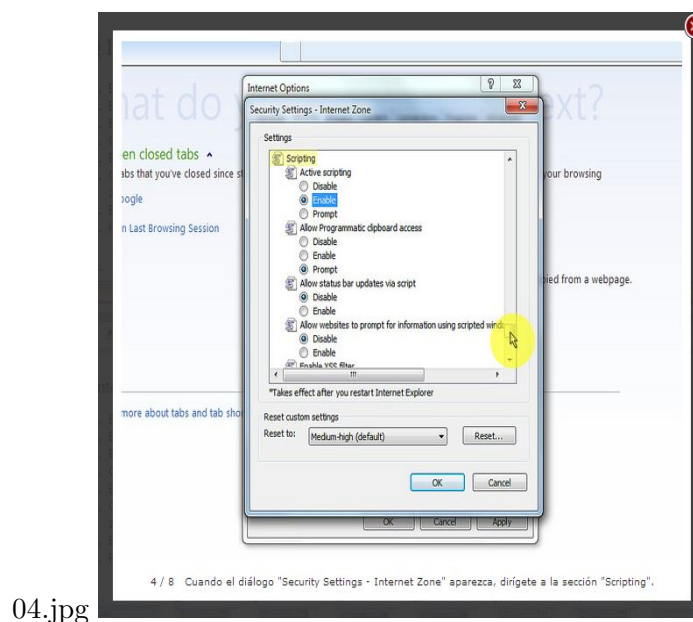 hat do
ext?
Internet Options
Security Settings - Internet Zone
Settings
Scripting
Active scripting
Disable
Enable
Prompt
Allow Programmatic clipboard access
Disable
Enable
Prompt
Allow status bar updates via script
Disable
Enable
Allow websites to prompt for information using scripted wind
Disable
Enable
Enable XSS filter
*Takes effect after you restart Internet Explorer
Reset custom settings
Reset to: Medium-high (default) Reset...
OK Cancel
OK Cancel Apply
en closed tabs
abs that you've closed since
your browsing
oogle
n Last Browsing Session
pied from a webpage.
more about tabs and tab sho
4 / 8 Cuando el diálogo "Security Settings - Internet Zone" aparezca, dirígete a la sección "Scripting".
04.jpg